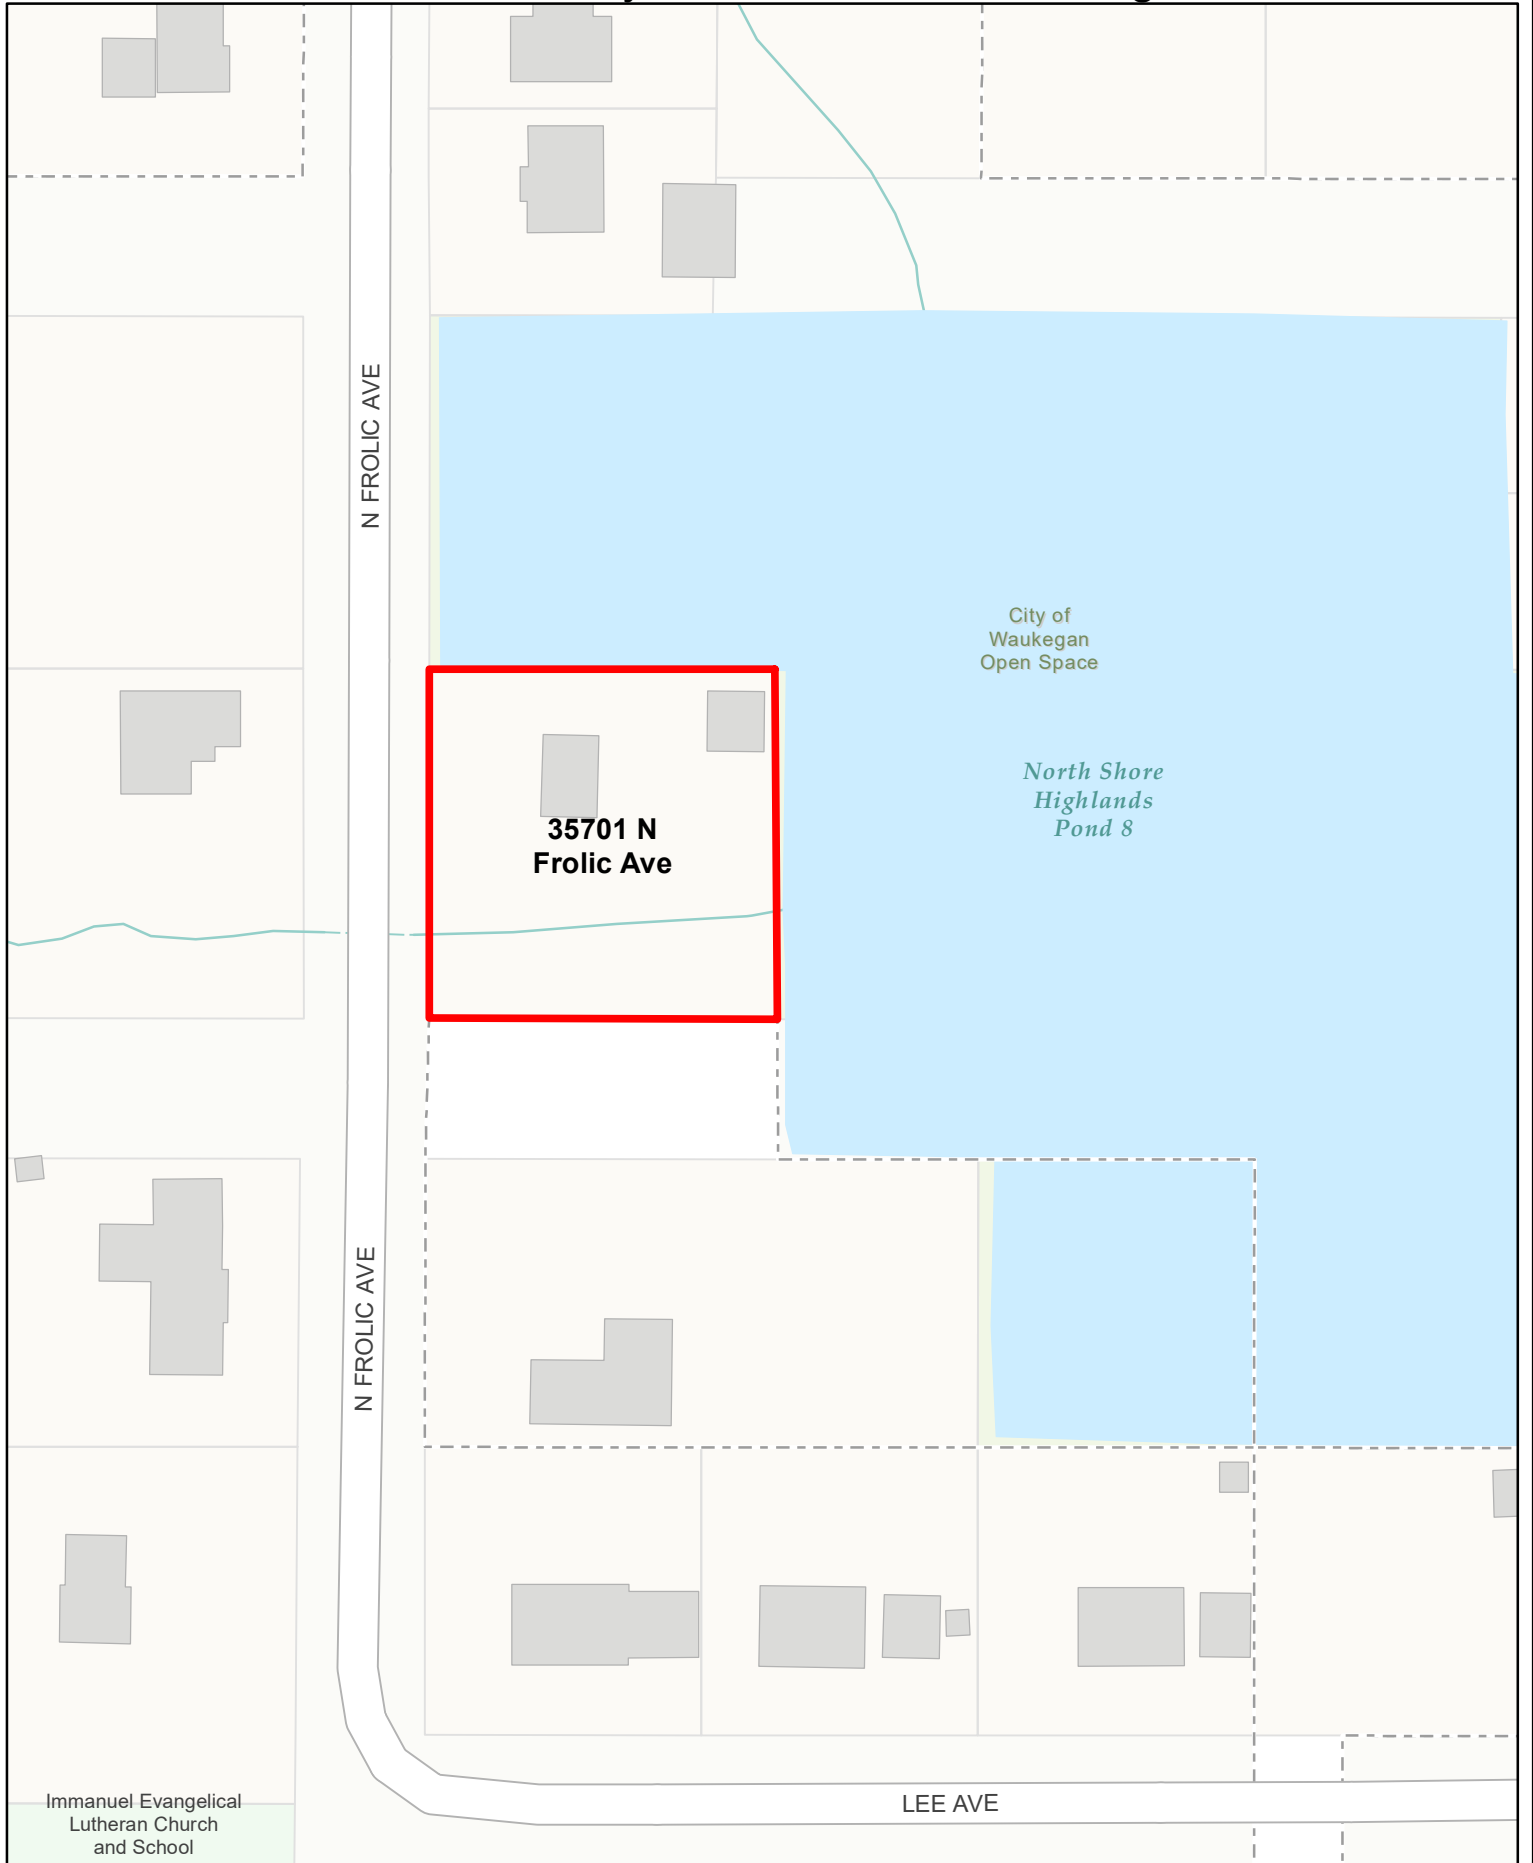 N FROLIC AVE
City of
Waukegan
Open Space
North Shore
Highlands
Pond 8
35701 N
Frolic Ave
N FROLIC AVE
Immanuel Evangelical
Lutheran Church
and School
LEE AVE